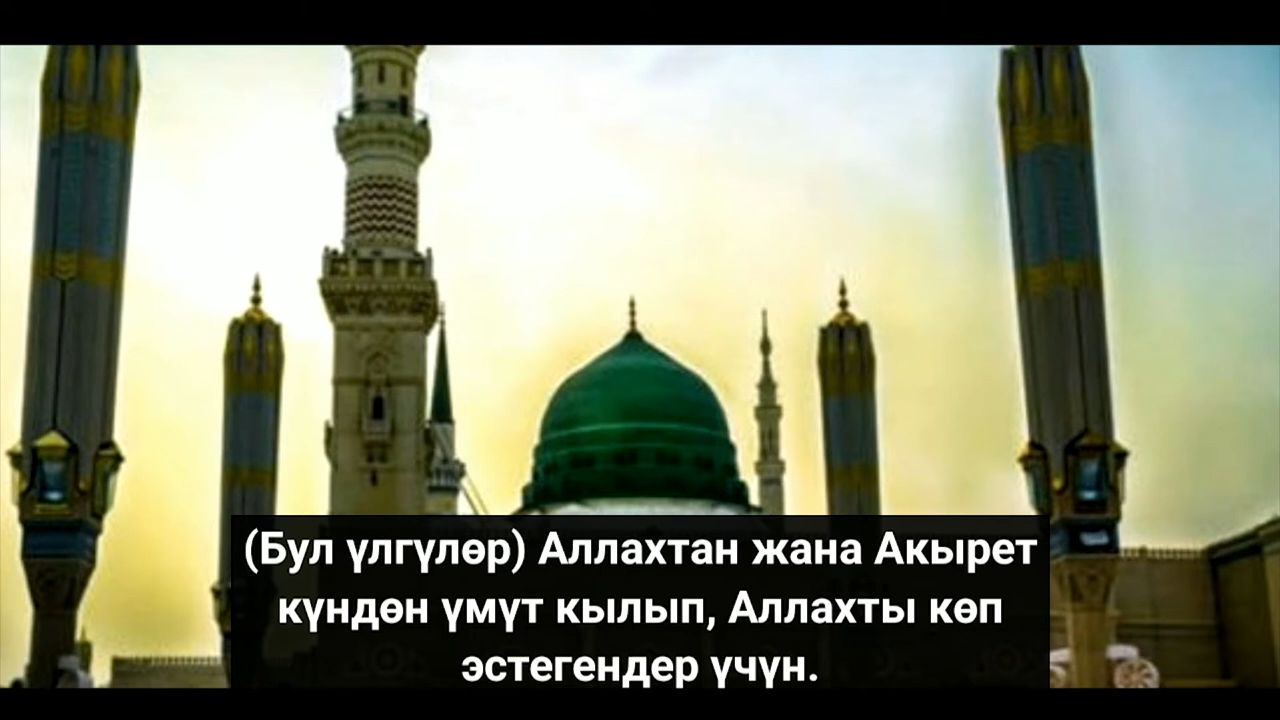 (Бул үлгүлөр) Аллахтан жана Акырет
күндөн үмүт кылып, Аллахты көп
эстегендер үчүн.